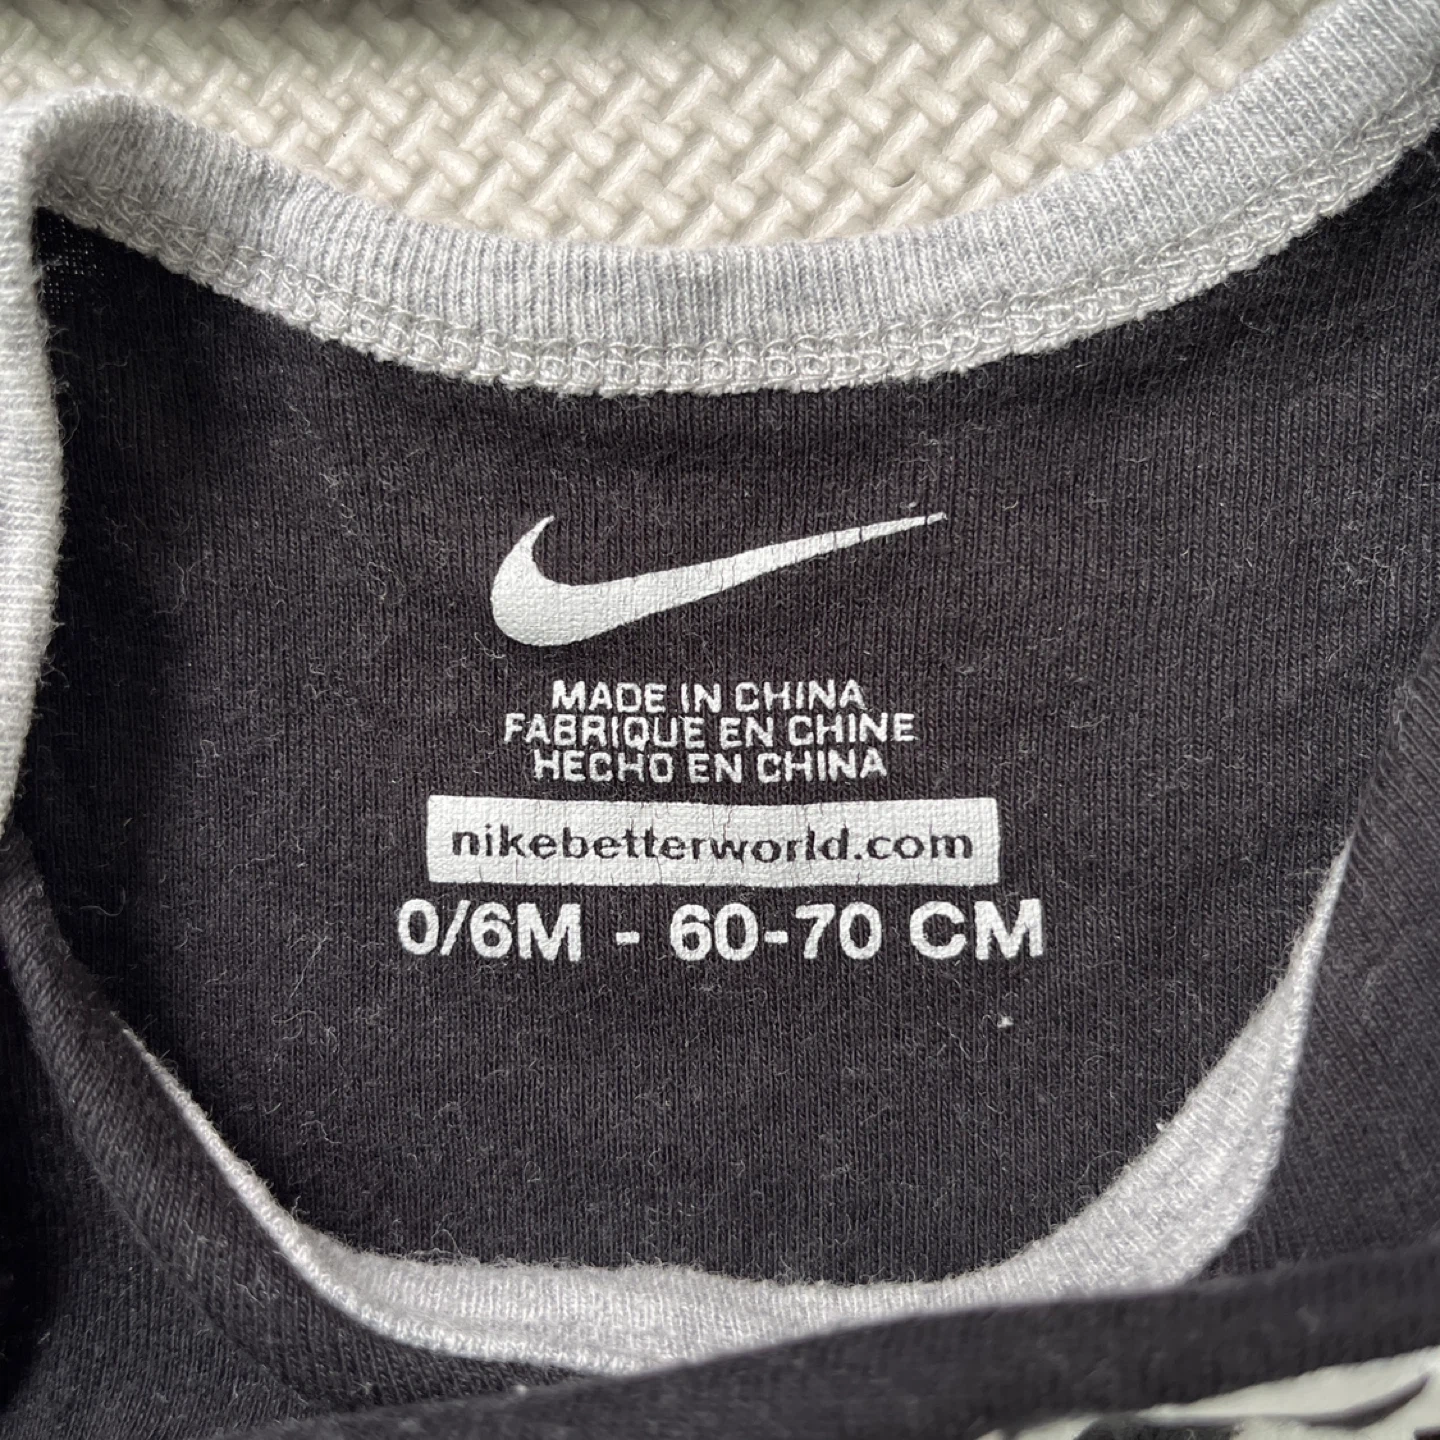 MADE IN CHINA
FABRIQUE EN CHINE
HECHO EN CHINA
nikebetterworld.com
0/6M - 60-70 CM